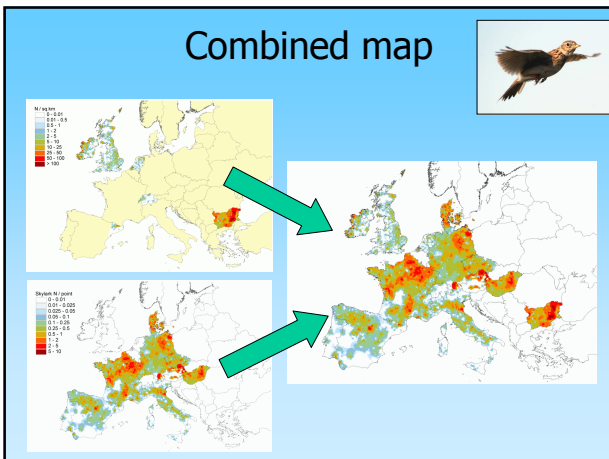 Combined map
N / sq km
0 - 0.01
0.01 - 0.5
0.5 - 1
1 - 2
2 - 5
5 - 10
10 - 25
25 - 50
50 - 100
> 100
Skylark N / point
0 - 0.01
0.01 - 0.025
0.025 - 0.05
0.05 - 0.1
0.1 - 0.25
0.25 - 0.5
0.5 - 1
1 - 2
2 - 5
5 - 10